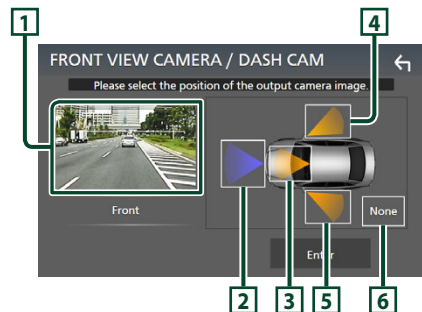 1
4
FRONT VIEW CAMERA / DASH CAM
Please select the position of the output camera image.
Front
None
Enter
2
3
5
6